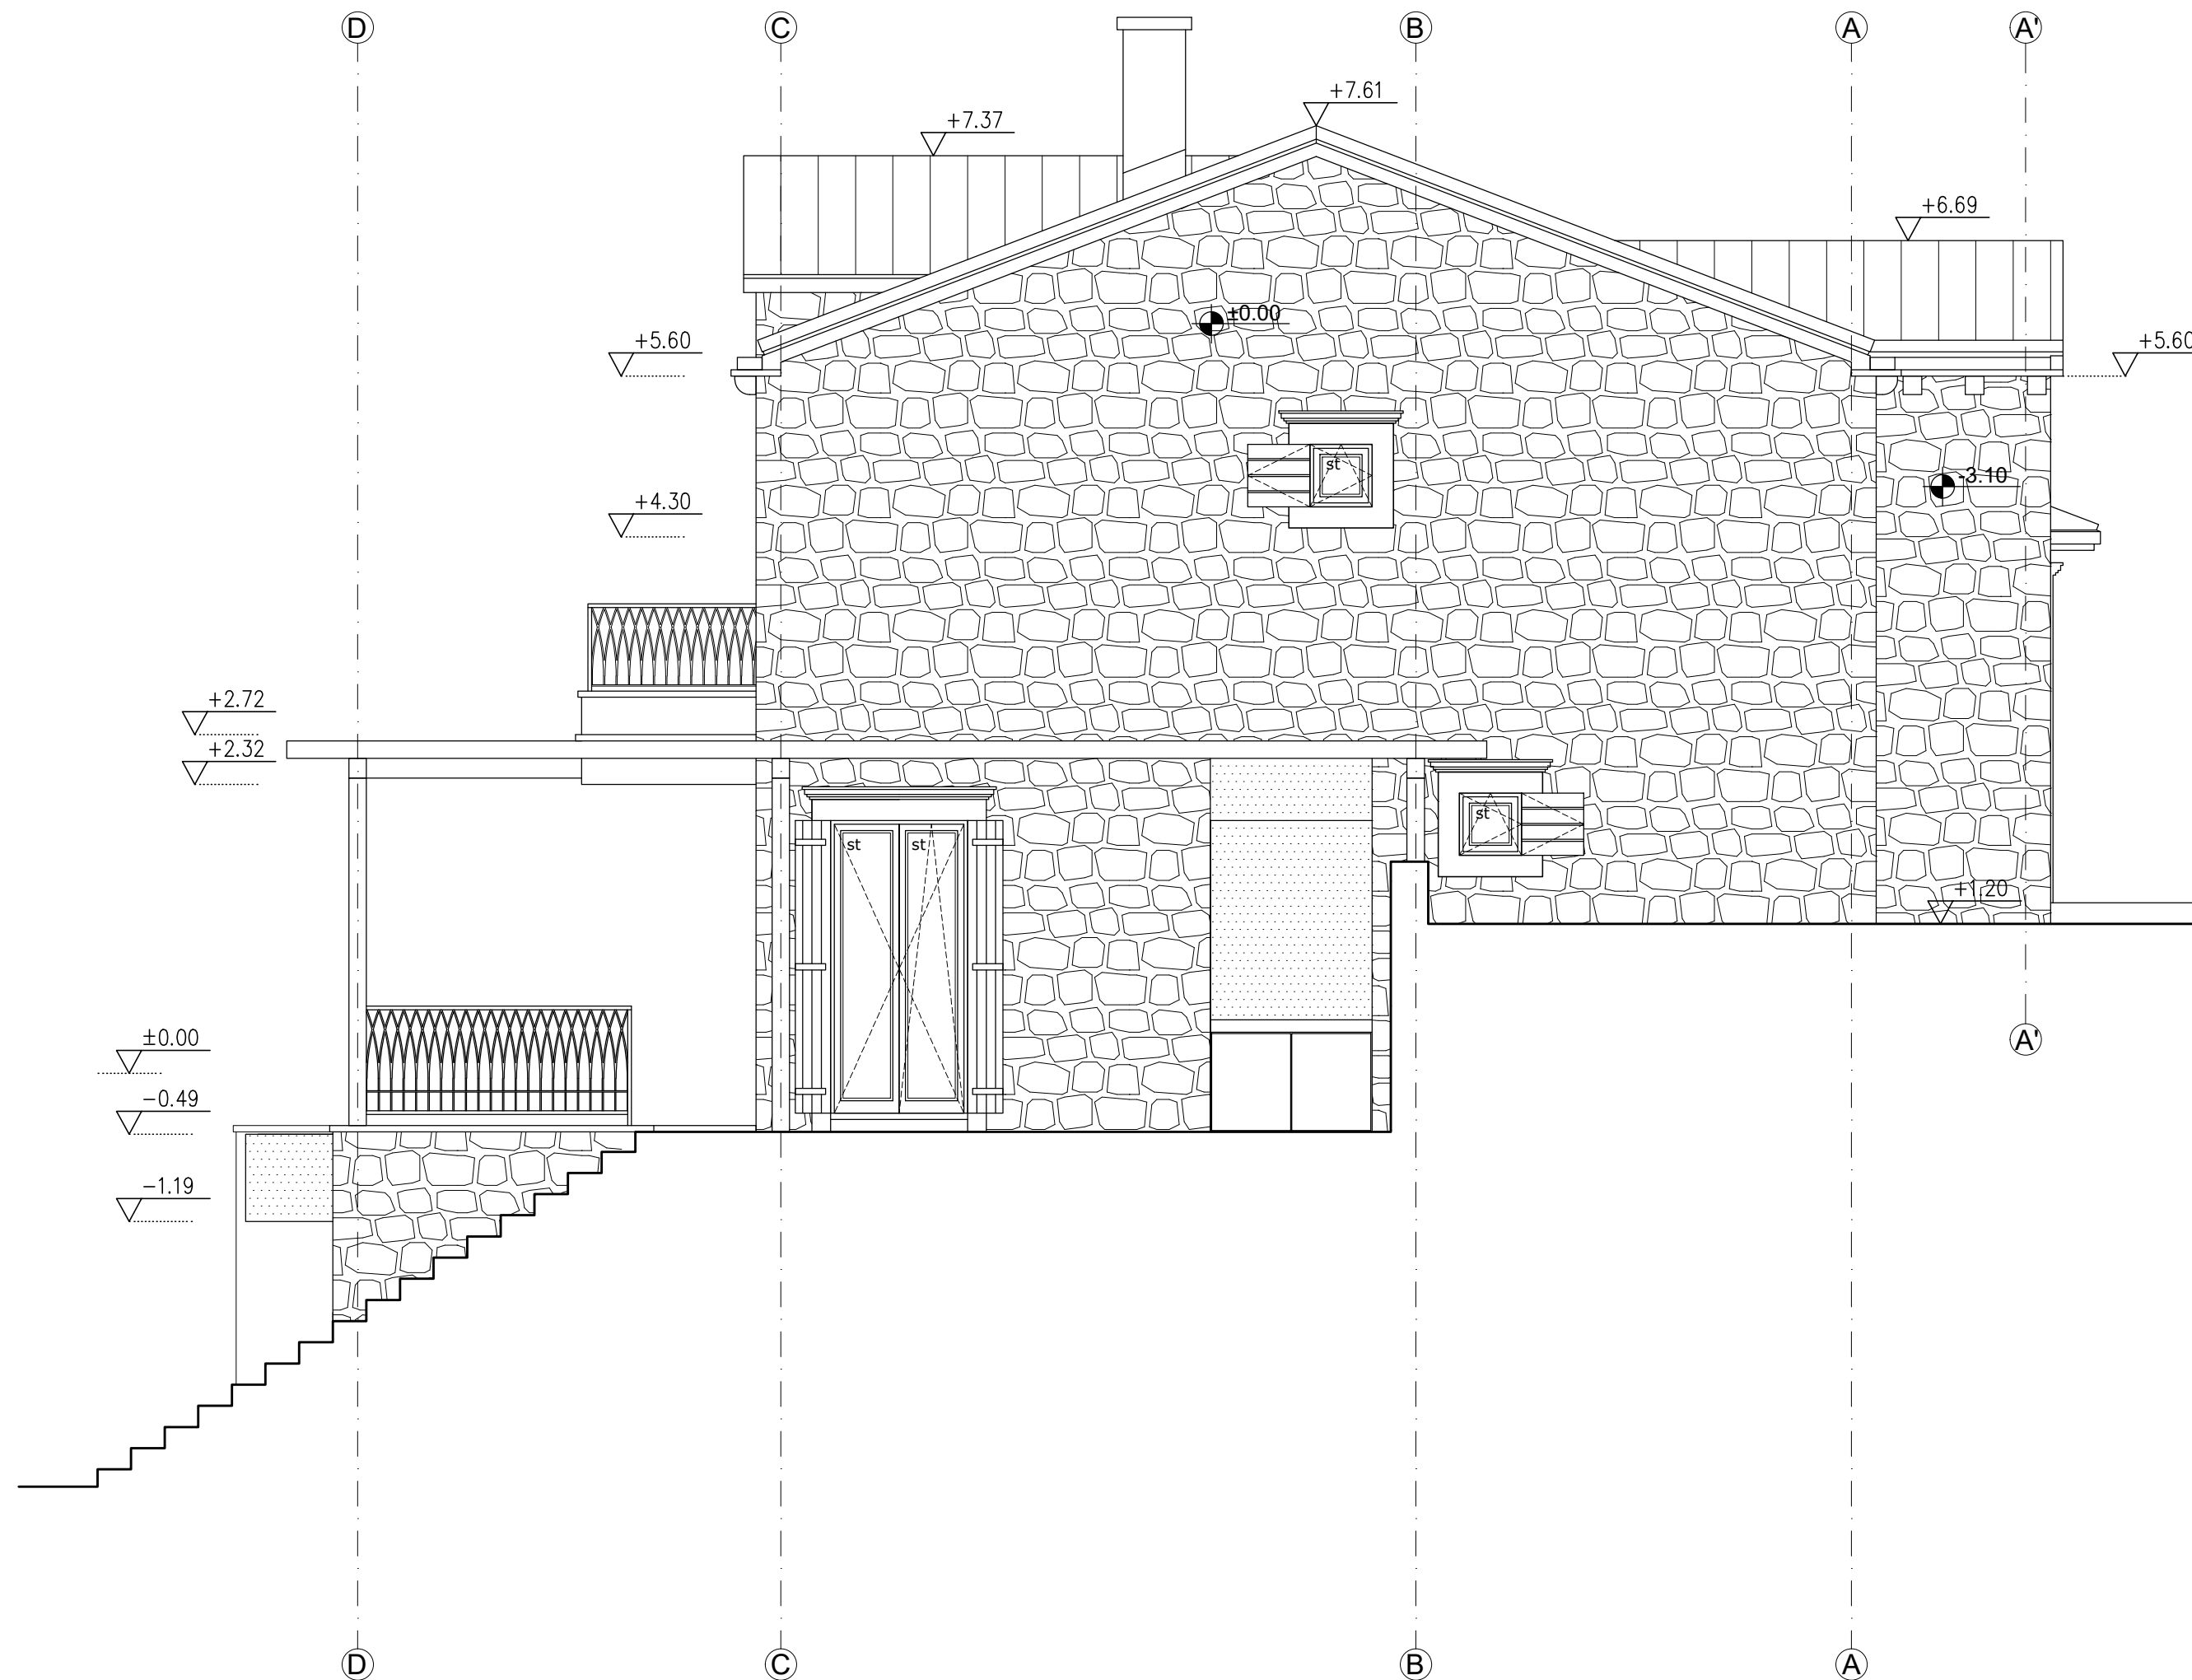 D
C
B
A
A'
+7.61
+7.37
+6.69
±0.00
+5.60
+5.60
st
-3.10
+4.30
+2.72
+2.32
st
st
st
+1.20
±0.00
A'
-0.49
-1.19
D
C
B
A